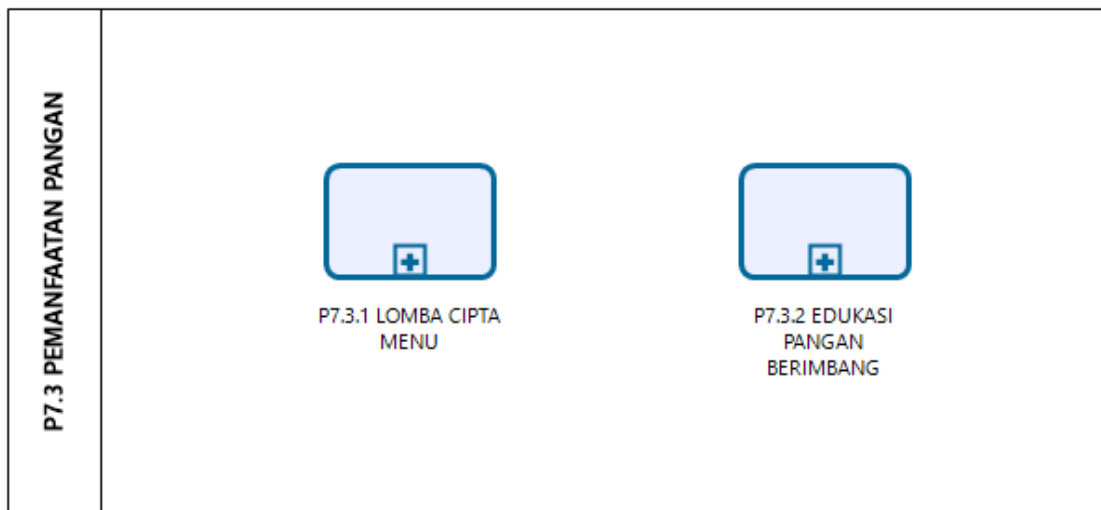 P7.3 PEMANFAATAN PANGAN
P7.3.1 LOMBA CIPTA
MENU
P7.3.2 EDUKASI
PANGAN
BERIMBANG